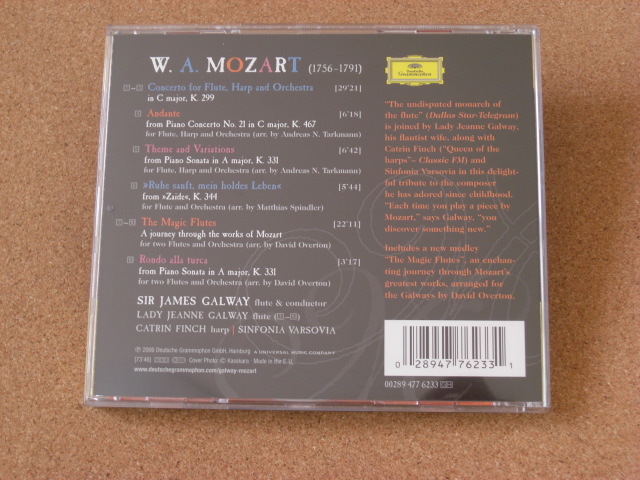 W. A. MOZART (1756–1791)
1–3 Concerto for Flute, Harp and Orchestra [29'21]
in C major, K. 299
Andante [6'18]
from Piano Concerto No. 21 in C major, K. 467
for Flute, Harp and Orchestra (arr. by Andreas N. Tarkmann)
Theme and Variations [6'42]
from Piano Sonata in A major, K. 331
for Flute, Harp and Orchestra (arr. by Andreas N. Tarkmann)
»Ruhe sanft, mein holdes Leben« [5'44]
from »Zaide«, K. 344
for Flute and Orchestra (arr. by Matthias Spindler)
The Magic Flutes [22'11]
A journey through the works of Mozart
for two Flutes and Orchestra (arr. by David Overton)
Rondo alla turca [3'17]
from Piano Sonata in A major, K. 331
for two Flutes and Orchestra (arr. by David Overton)
SIR JAMES GALWAY flute & conductor
LADY JEANNE GALWAY flute
CATRIN FINCH harp | SINFONIA VARSOVIA
℗ 2006 Deutsche Grammophon GmbH, Hamburg A UNIVERSAL MUSIC COMPANY
Cover Photo: © Kasskara · Made in the E.U.
www.deutschegrammophon.com/galway-mozart
Deutsche
Grammophon
"The undisputed monarch of
the flute" (Dallas Star-Telegram)
is joined by Lady Jeanne Galway,
his flautist wife, along with
Catrin Finch ("Queen of the
harps"– Classic FM) and
Sinfonia Varsovia in this delight-
ful tribute to the composer
he has adored since childhood.
"Each time you play a piece by
Mozart," says Galway, "you
discover something new."
Includes a new medley
"The Magic Flutes", an enchan-
ting journey through Mozart's
greatest works, arranged for
the Galways by David Overton.
0 28947 76233 1
00289 477 6233 GH